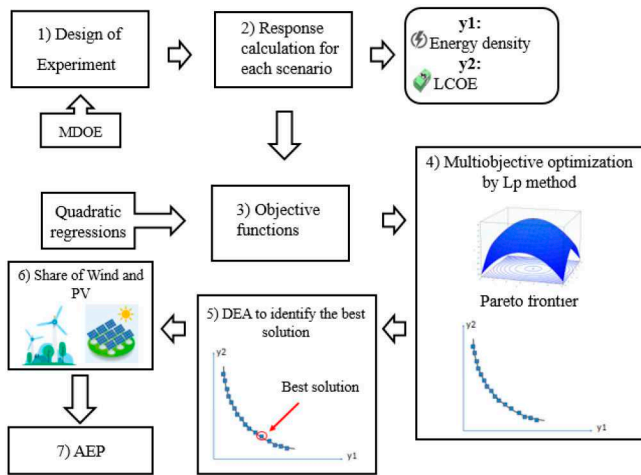 1) Design of
Experiment
MDOE
2) Response
calculation for
each scenario
y1:
Energy density
y2:
LCOE
Quadratic
regressions
3) Objective
functions
4) Multiobjective optimization
by Lp method
Pareto frontier
y2
y1
5) DEA to identify the best
solution
y2
Best solution
y1
6) Share of Wind and
PV
7) AEP